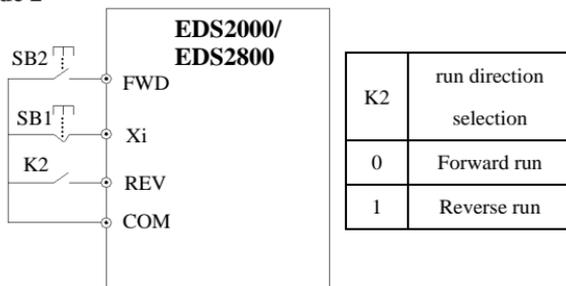 EDS2000/
EDS2800
SB2
FWD
SB1
Xi
K2
REV
COM
K2
run direction
selection
0 Forward run
1 Reverse run